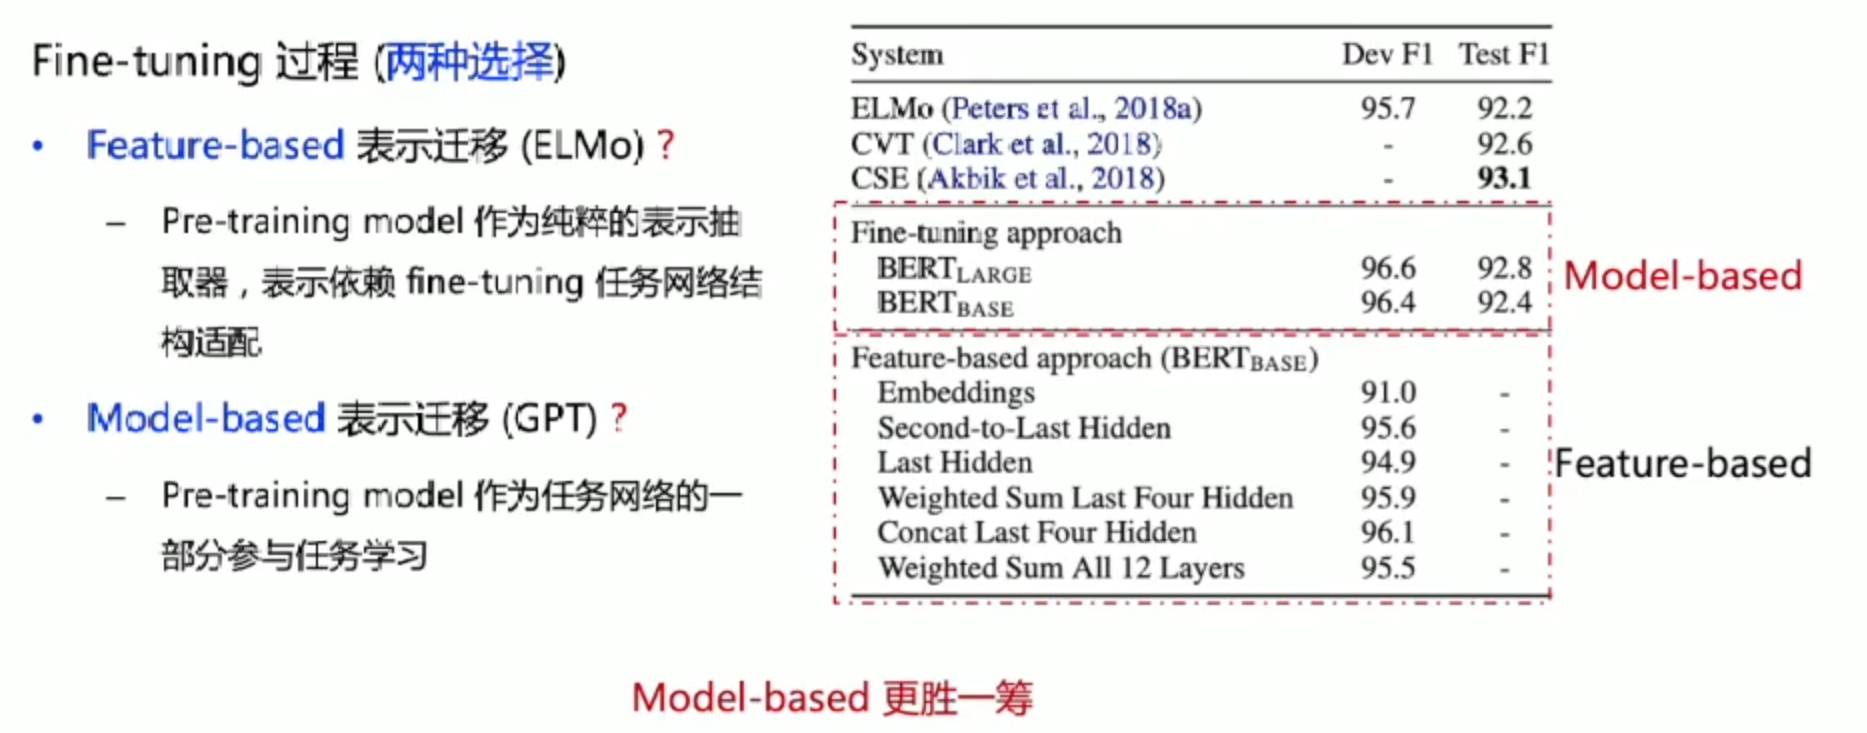 Fine-tuning 过程 (两种选择)
• Feature-based 表示迁移 (ELMo) ?
– Pre-training model 作为纯粹的表示抽
取器，表示依赖 fine-tuning 任务网络结
构适配
• Model-based 表示迁移 (GPT) ?
– Pre-training model 作为任务网络的一
部分参与任务学习
System Dev F1 Test F1
ELMo (Peters et al., 2018a) 95.7 92.2
CVT (Clark et al., 2018) - 92.6
CSE (Akbik et al., 2018) - 93.1
Fine-tuning approach
BERTLARGE 96.6 92.8
BERTBASE 96.4 92.4
Model-based
Feature-based approach (BERTBASE)
Embeddings 91.0 -
Second-to-Last Hidden 95.6 -
Last Hidden 94.9 -
Weighted Sum Last Four Hidden 95.9 -
Concat Last Four Hidden 96.1 -
Weighted Sum All 12 Layers 95.5 -
Feature-based
Model-based 更胜一筹